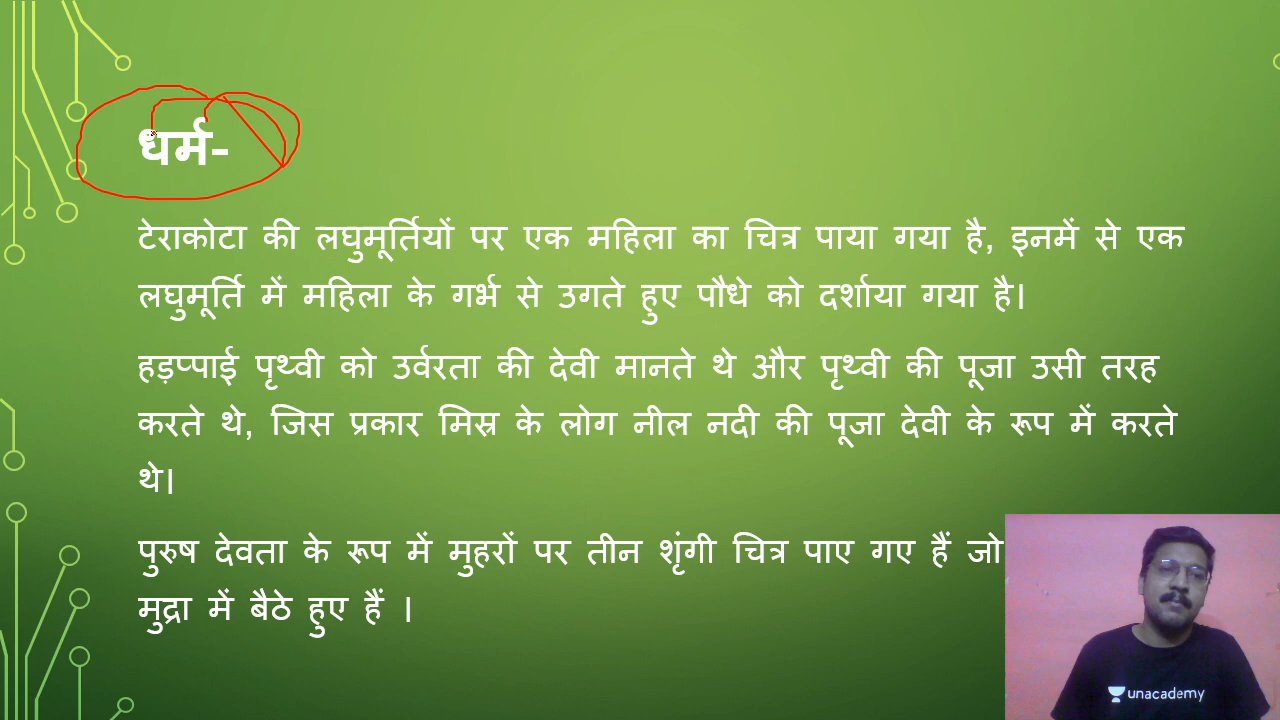 धर्म-
टेराकोटा की लघुमूर्तियों पर एक महिला का चित्र पाया गया है, इनमें से एक
लघुमूर्ति में महिला के गर्भ से उगते हुए पौधे को दर्शाया गया है।
हड़प्पाई पृथ्वी को उर्वरता की देवी मानते थे और पृथ्वी की पूजा उसी तरह
करते थे, जिस प्रकार मिस्र के लोग नील नदी की पूजा देवी के रूप में करते
थे।
पुरुष देवता के रूप में मुहरों पर तीन शृंगी चित्र पाए गए हैं जो
मुद्रा में बैठे हुए हैं ।
unacademy